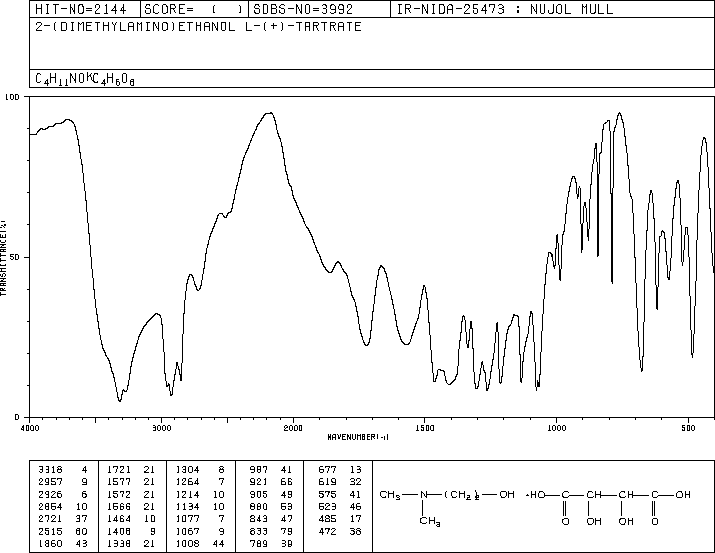 HIT-NO=2144 SCORE= ( ) SDBS-NO=3992 IR-NIDA-25473 : NUJOL MULL
2-(DIMETHYLAMINO)ETHANOL L-(+)-TARTRATE
C4H11NOKC4H6O6
100
50
0
TRANSMITTANCE(%)
4000 3000 2000 1500 1000 500
WAVENUMBER(-1)
3318 4 1721 21 1304 8 987 41 677 13
2957 9 1577 21 1264 7 921 66 619 32
2926 6 1572 21 1214 10 905 49 575 41
2854 10 1566 21 1134 10 880 53 523 46
2721 37 1464 10 1077 7 843 47 485 17
2515 60 1408 9 1067 9 833 79 472 36
1860 43 1338 21 1008 44 789 39
CH3 N (CH2)2 OH ·HO C CH CH C OH
CH3 O OH OH O